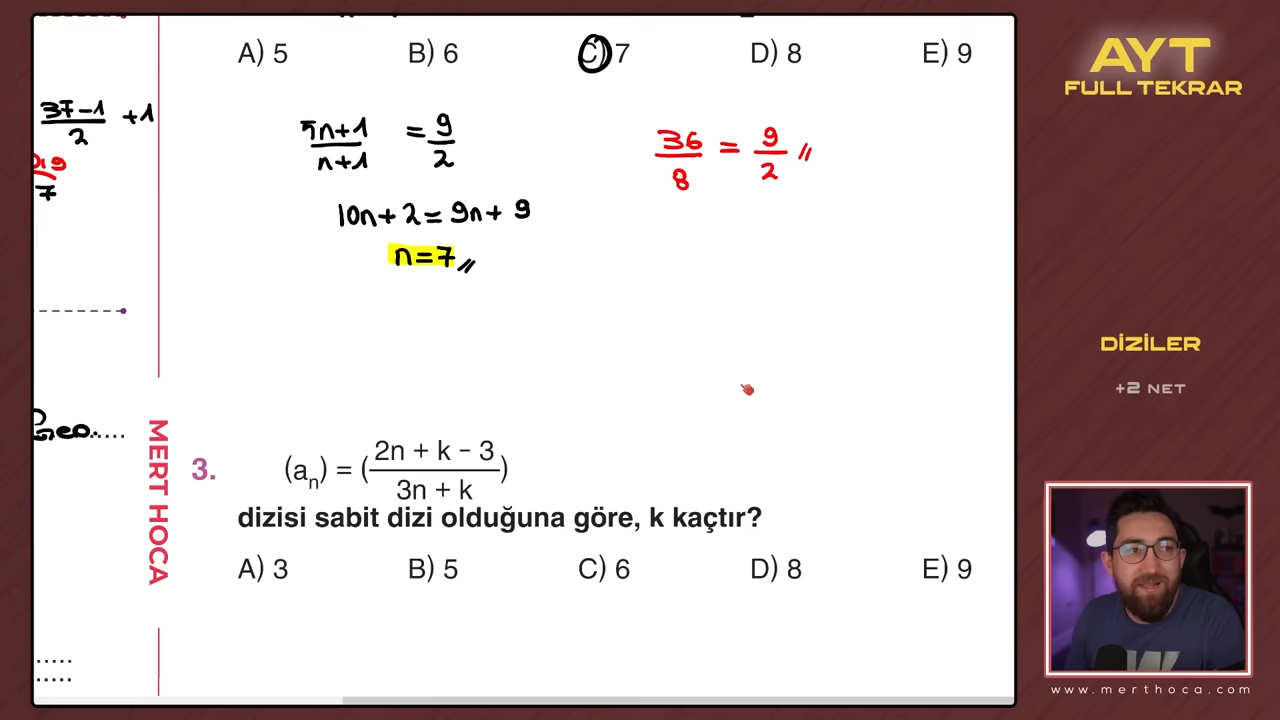 A) 5 B) 6 C) 7 D) 8 E) 9
37-1/2 +1
7
5n+1/n+1 = 9/2
10n+2=9n+9
n=7//
36/8 = 9/2 //
Geo.....
MERT HOCA
3. (an) = (2n + k - 3/3n + k)
dizisi sabit dizi olduğuna göre, k kaçtır?
A) 3 B) 5 C) 6 D) 8 E) 9
.....
.....
AYT
FULL TEKRAR
DİZİLER
+2 NET
www.merthoca.com